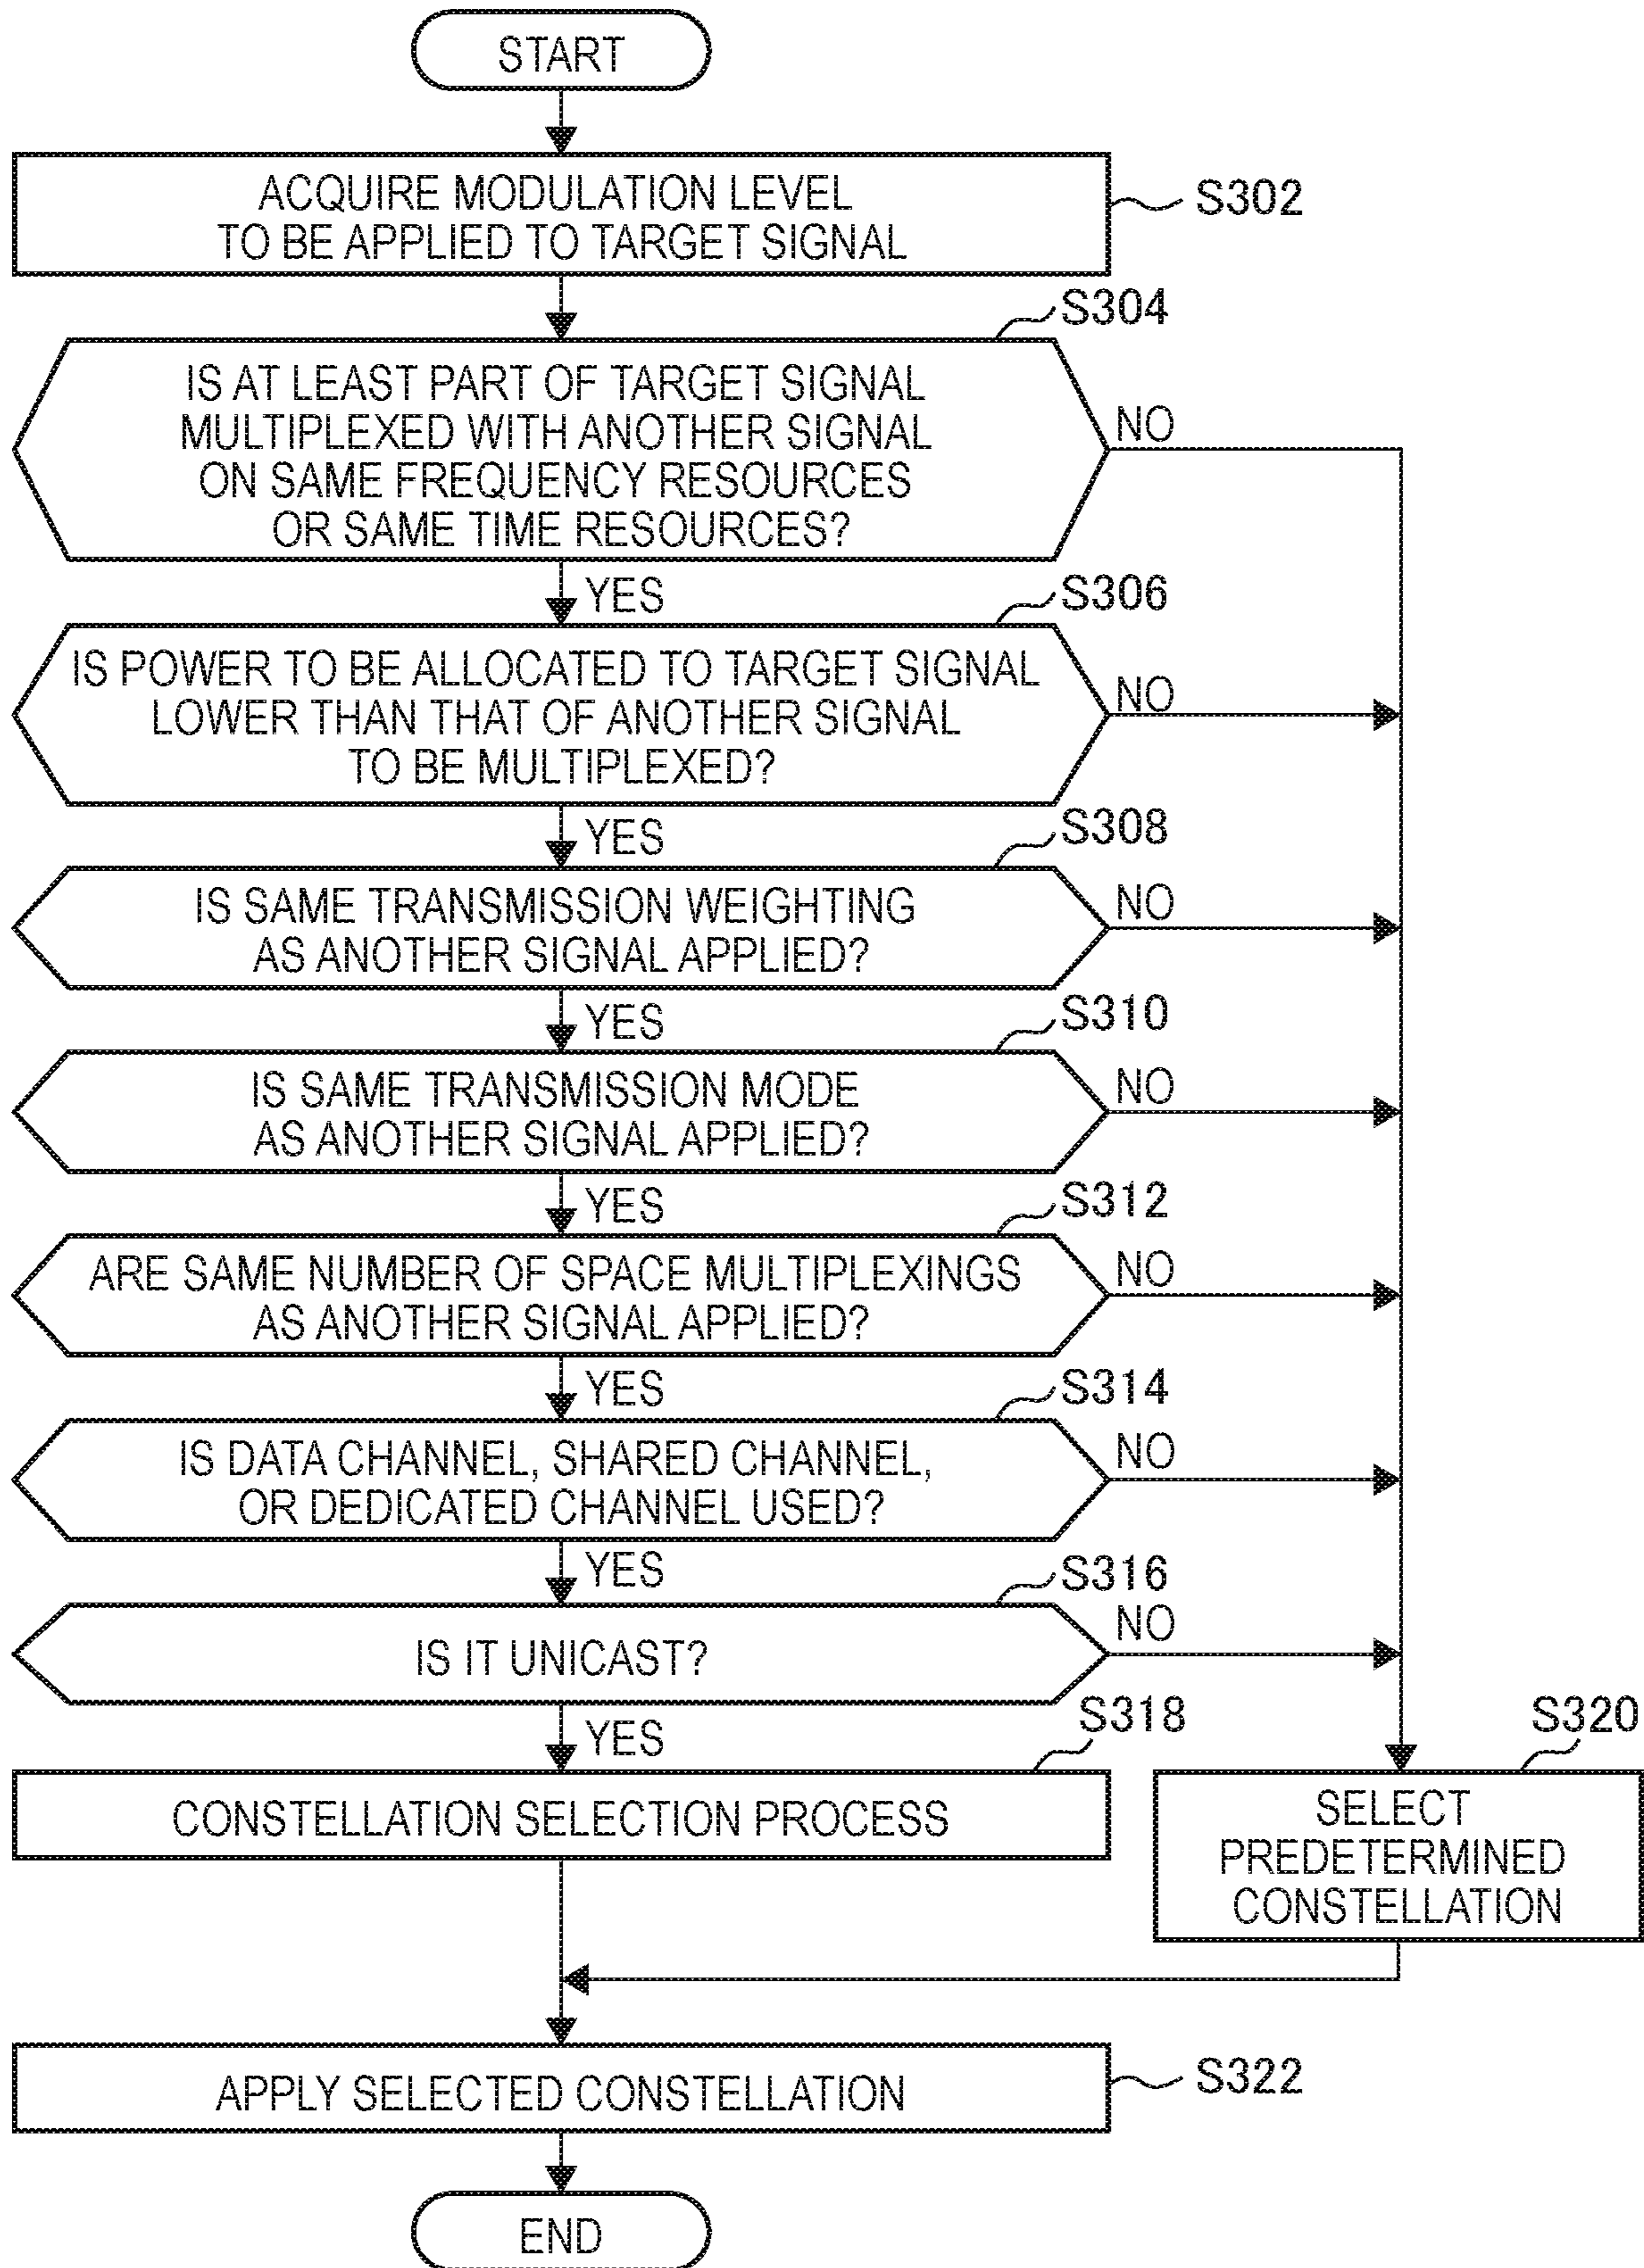 START
ACQUIRE MODULATION LEVEL
TO BE APPLIED TO TARGET SIGNAL
S302
S304
IS AT LEAST PART OF TARGET SIGNAL
MULTIPLEXED WITH ANOTHER SIGNAL
ON SAME FREQUENCY RESOURCES
OR SAME TIME RESOURCES?
NO
YES
S306
IS POWER TO BE ALLOCATED TO TARGET SIGNAL
LOWER THAN THAT OF ANOTHER SIGNAL
TO BE MULTIPLEXED?
NO
YES
S308
IS SAME TRANSMISSION WEIGHTING
AS ANOTHER SIGNAL APPLIED?
NO
YES
S310
IS SAME TRANSMISSION MODE
AS ANOTHER SIGNAL APPLIED?
NO
YES
S312
ARE SAME NUMBER OF SPACE MULTIPLEXINGS
AS ANOTHER SIGNAL APPLIED?
NO
YES
S314
IS DATA CHANNEL, SHARED CHANNEL,
OR DEDICATED CHANNEL USED?
NO
YES
S316
IS IT UNICAST?
NO
YES
S318
CONSTELLATION SELECTION PROCESS
S320
SELECT
PREDETERMINED
CONSTELLATION
APPLY SELECTED CONSTELLATION
S322
END